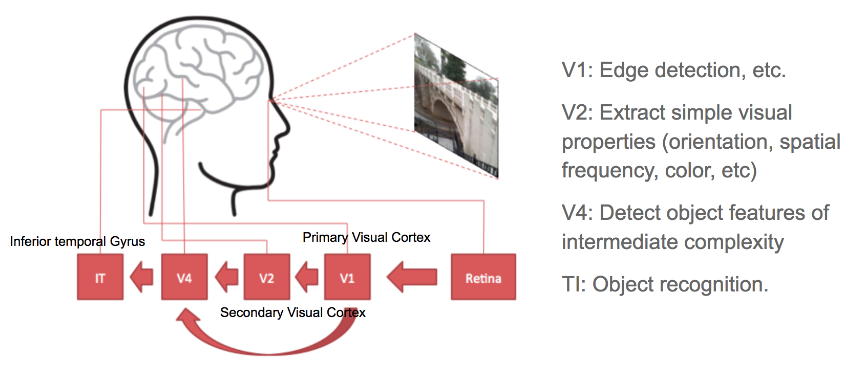 V1: Edge detection, etc.
V2: Extract simple visual
properties (orientation, spatial
frequency, color, etc)
V4: Detect object features of
intermediate complexity
TI: Object recognition.
Inferior temporal Gyrus
Primary Visual Cortex
IT
V4
V2
V1
Retina
Secondary Visual Cortex